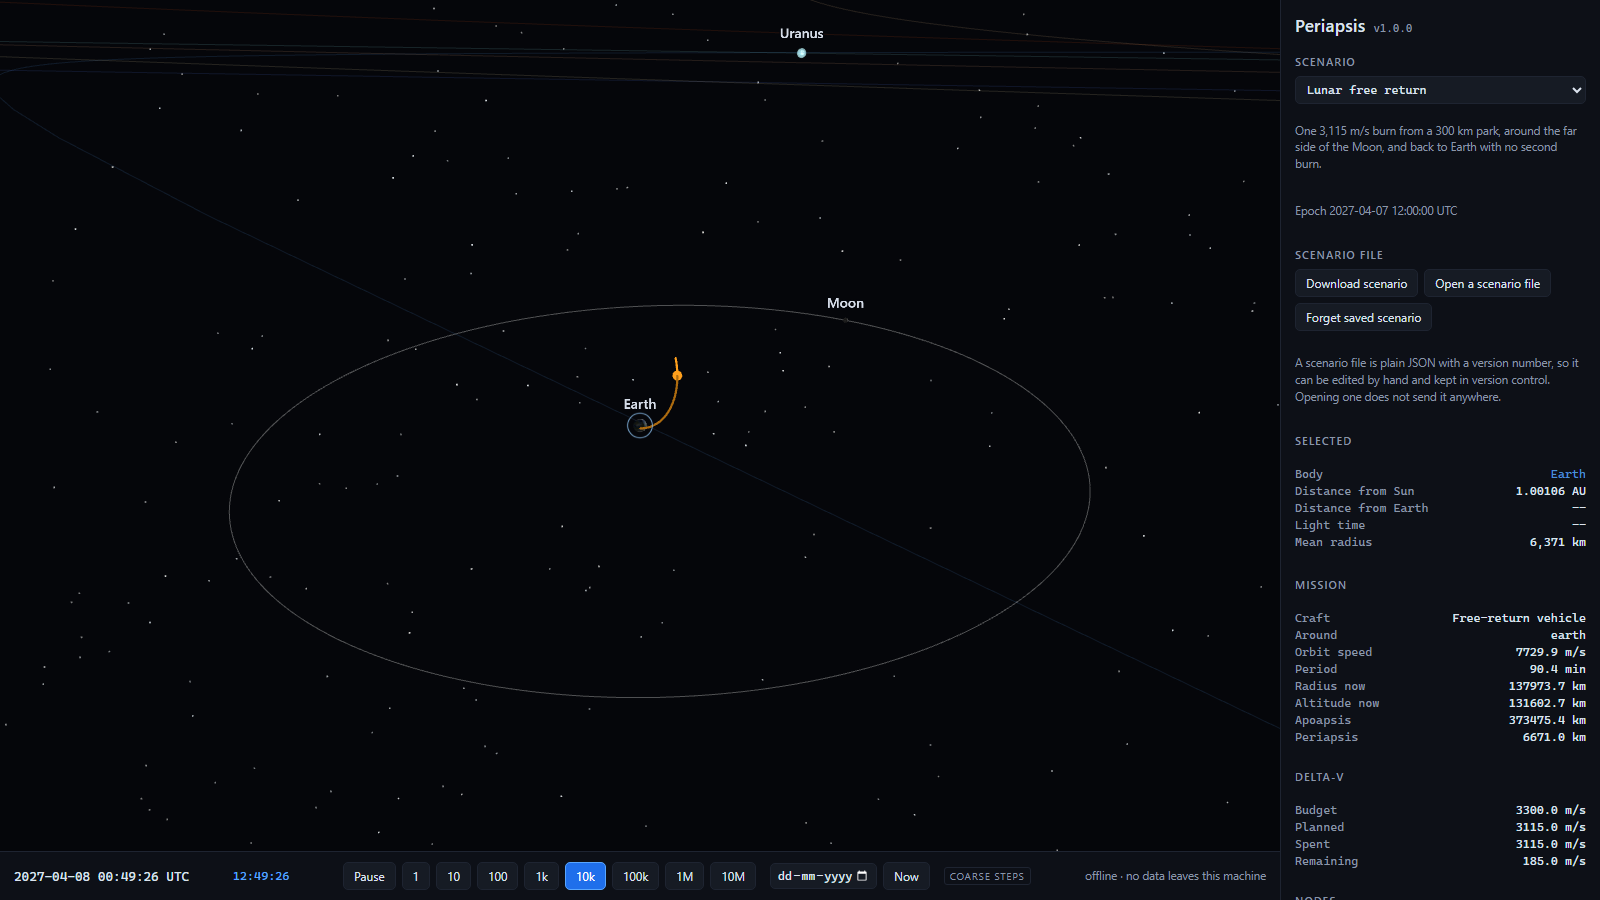 Uranus
Moon
Earth
Periapsis v1.0.0
SCENARIO
Lunar free return
One 3,115 m/s burn from a 300 km park, around the far
side of the Moon, and back to Earth with no second
burn.
Epoch 2027-04-07 12:00:00 UTC
SCENARIO FILE
Download scenario Open a scenario file
Forget saved scenario
A scenario file is plain JSON with a version number, so it
can be edited by hand and kept in version control.
Opening one does not send it anywhere.
SELECTED
Body Earth
Distance from Sun 1.00106 AU
Distance from Earth --
Light time --
Mean radius 6,371 km
MISSION
Craft Free-return vehicle
Around earth
Orbit speed 7729.9 m/s
Period 90.4 min
Radius now 137973.7 km
Altitude now 131602.7 km
Apoapsis 373475.4 km
Periapsis 6671.0 km
DELTA-V
Budget 3300.0 m/s
Planned 3115.0 m/s
Spent 3115.0 m/s
Remaining 185.0 m/s
2027-04-08 00:49:26 UTC 12:49:26 Pause 1 10 100 1k 10k 100k 1M 10M dd-mm-yyyy Now COARSE STEPS offline · no data leaves this machine